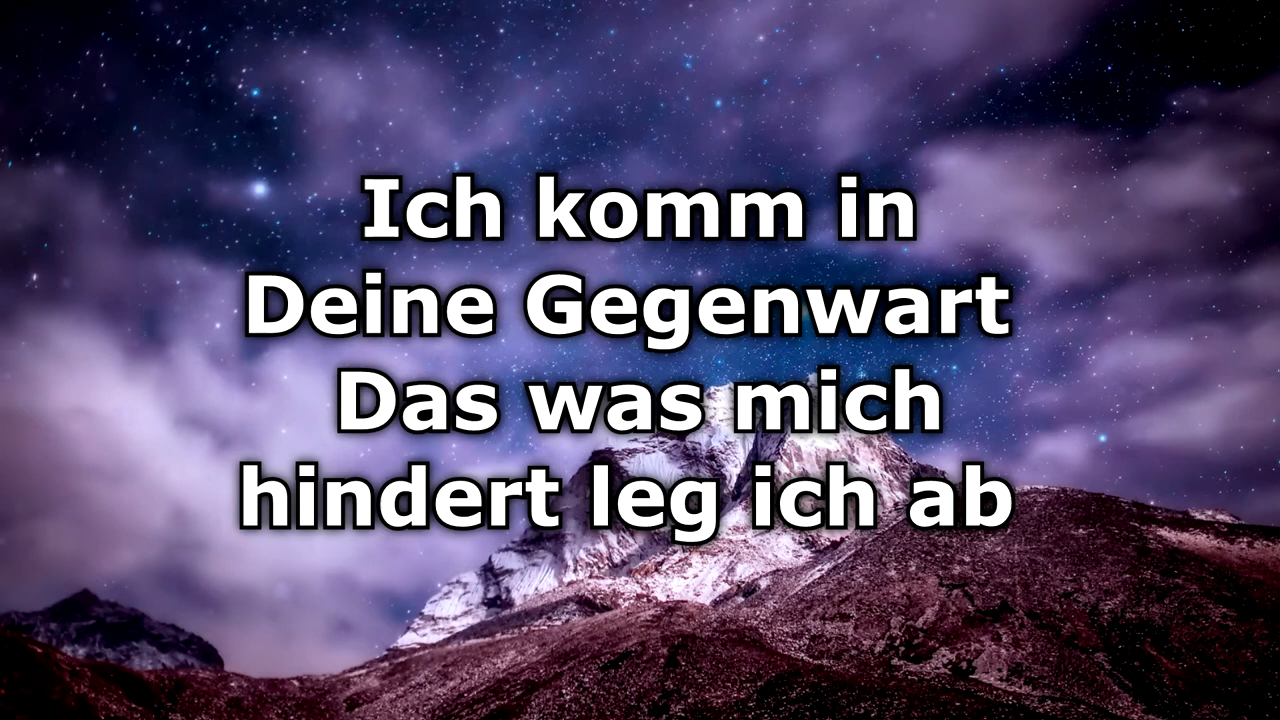 Ich komm in
Deine Gegenwart
Das was mich
hindert leg ich ab